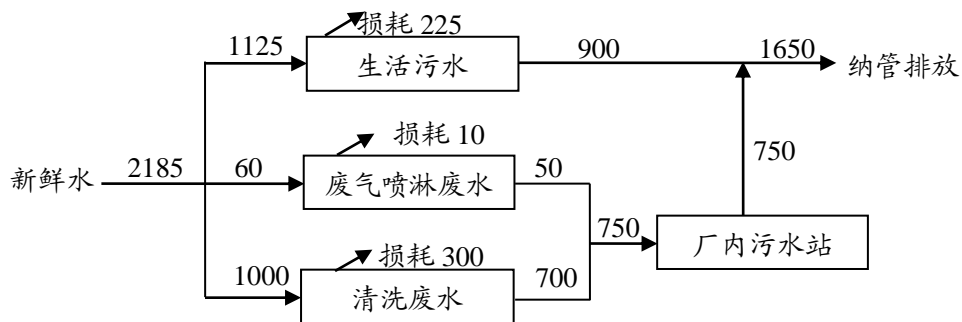 损耗 225
1125
生活污水
900
1650
纳管排放
损耗 10
750
新鲜水
2185
60
废气喷淋废水
50
750
厂内污水站
损耗 300
1000
清洗废水
700